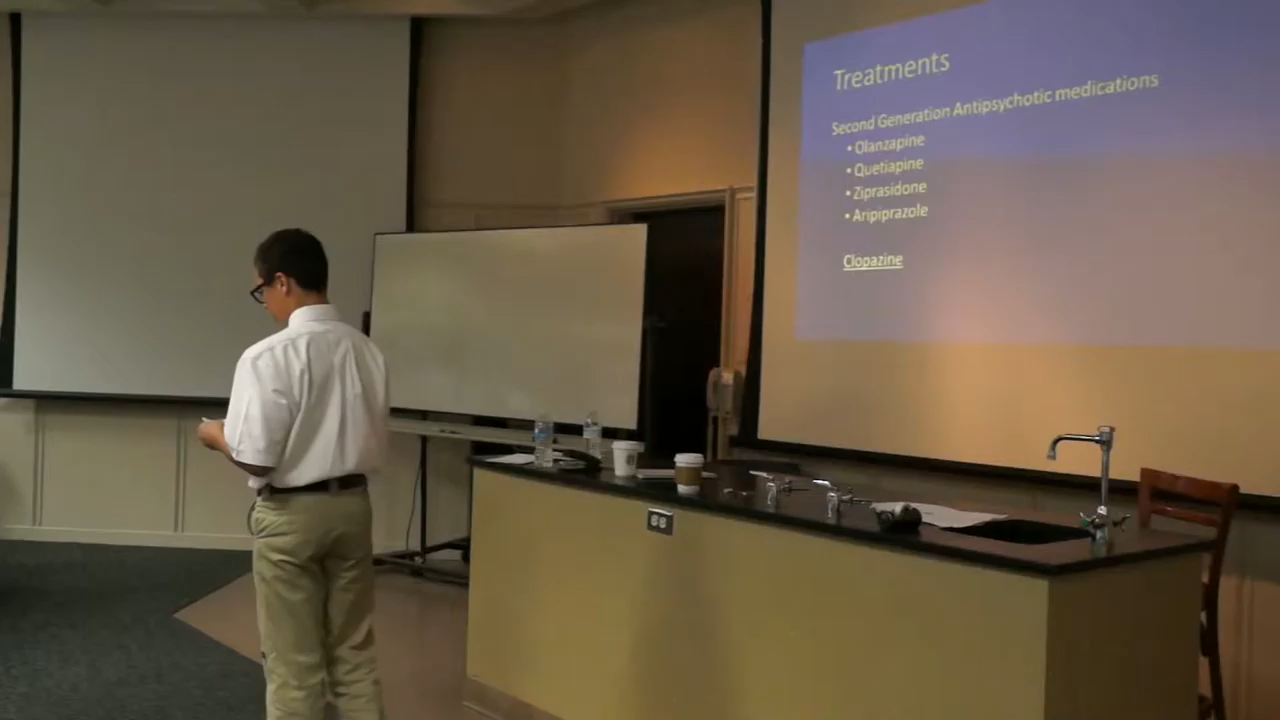 Treatments
Second Generation Antipsychotic medications
• Olanzapine
• Quetiapine
• Ziprasidone
• Aripiprazole
Clopazine